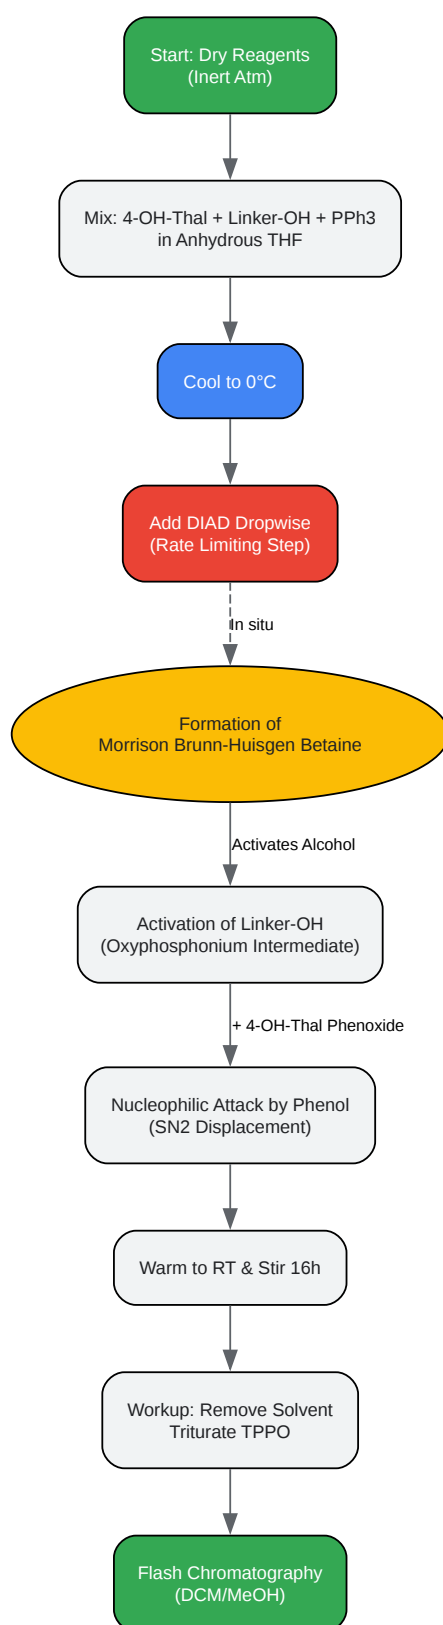 Start: Dry Reagents
(Inert Atm)
Mix: 4-OH-Thal + Linker-OH + PPh3
in Anhydrous THF
Cool to 0°C
Add DIAD Dropwise
(Rate Limiting Step)
In situ
Formation of
Morrison Brunn-Huisgen Betaine
Activates Alcohol
Activation of Linker-OH
(Oxyphosphonium Intermediate)
+ 4-OH-Thal Phenoxide
Nucleophilic Attack by Phenol
(SN2 Displacement)
Warm to RT & Stir 16h
Workup: Remove Solvent
Triturate TPPO
Flash Chromatography
(DCM/MeOH)